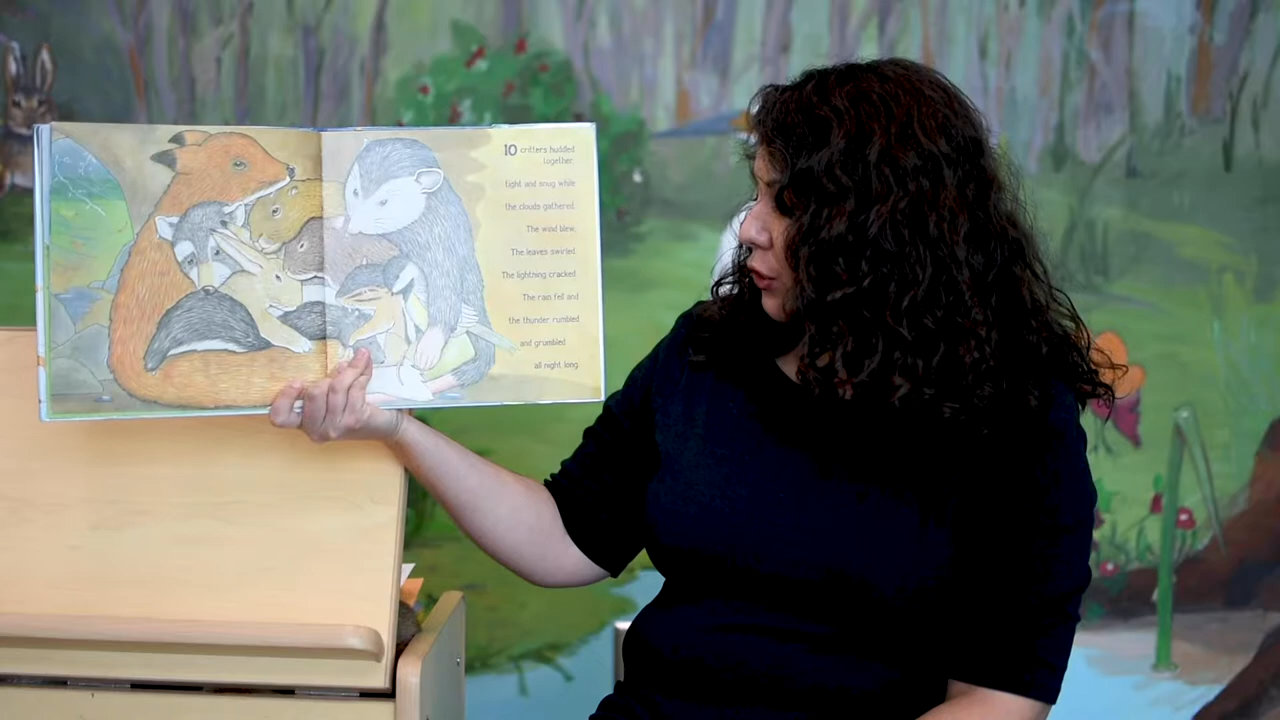 10 critters huddled
together,
tight and snug while
the clouds gathered.
The wind blew,
The leaves swirled.
The lightning cracked.
The rain fell and
the thunder rumbled
and grumbled
all night long.